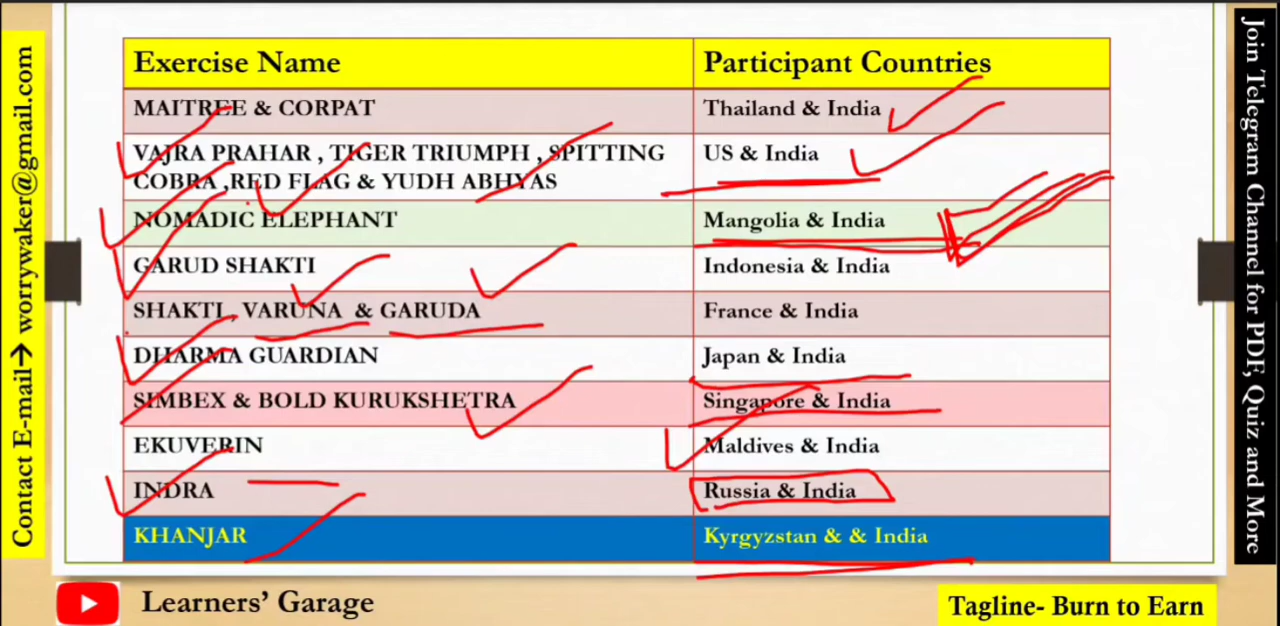 Exercise Name Participant Countries
MAITREE & CORPAT Thailand & India
VAJRA PRAHAR , TIGER TRIUMPH , SPITTING US & India
COBRA ,RED FLAG & YUDH ABHYAS
NOMADIC ELEPHANT Mangolia & India
GARUD SHAKTI Indonesia & India
SHAKTI, VARUNA & GARUDA France & India
DHARMA GUARDIAN Japan & India
SIMBEX & BOLD KURUKSHETRA Singapore & India
EKUVERIN Maldives & India
INDRA Russia & India
KHANJAR Kyrgyzstan & & India
Contact E-mail→ worrywaker@gmail.com
Join Telegram Channel for PDF, Quiz and More
Learners’ Garage
Tagline- Burn to Earn